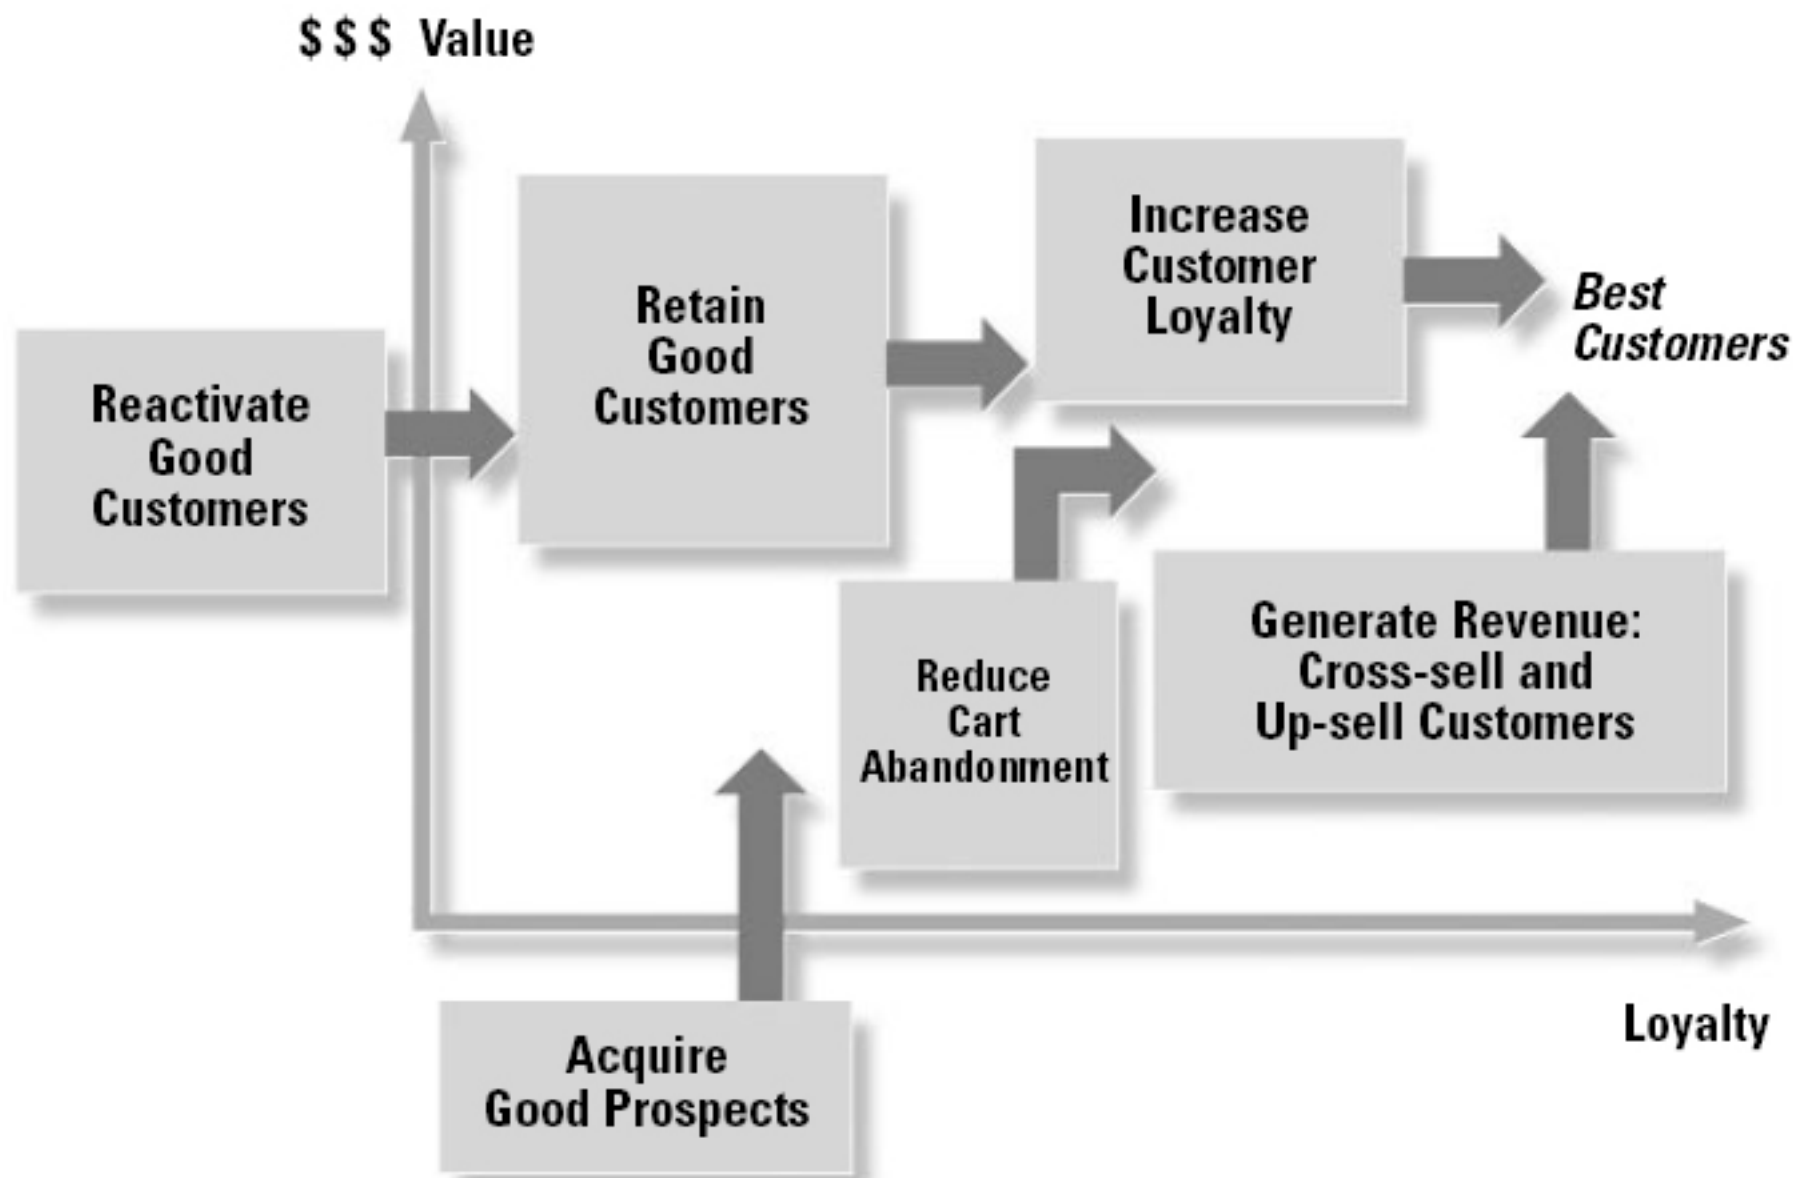 $$$ Value
Increase
Customer
Loyalty
Best
Customers
Retain
Good
Customers
Reactivate
Good
Customers
Reduce
Cart
Abandonment
Generate Revenue:
Cross-sell and
Up-sell Customers
Loyalty
Acquire
Good Prospects